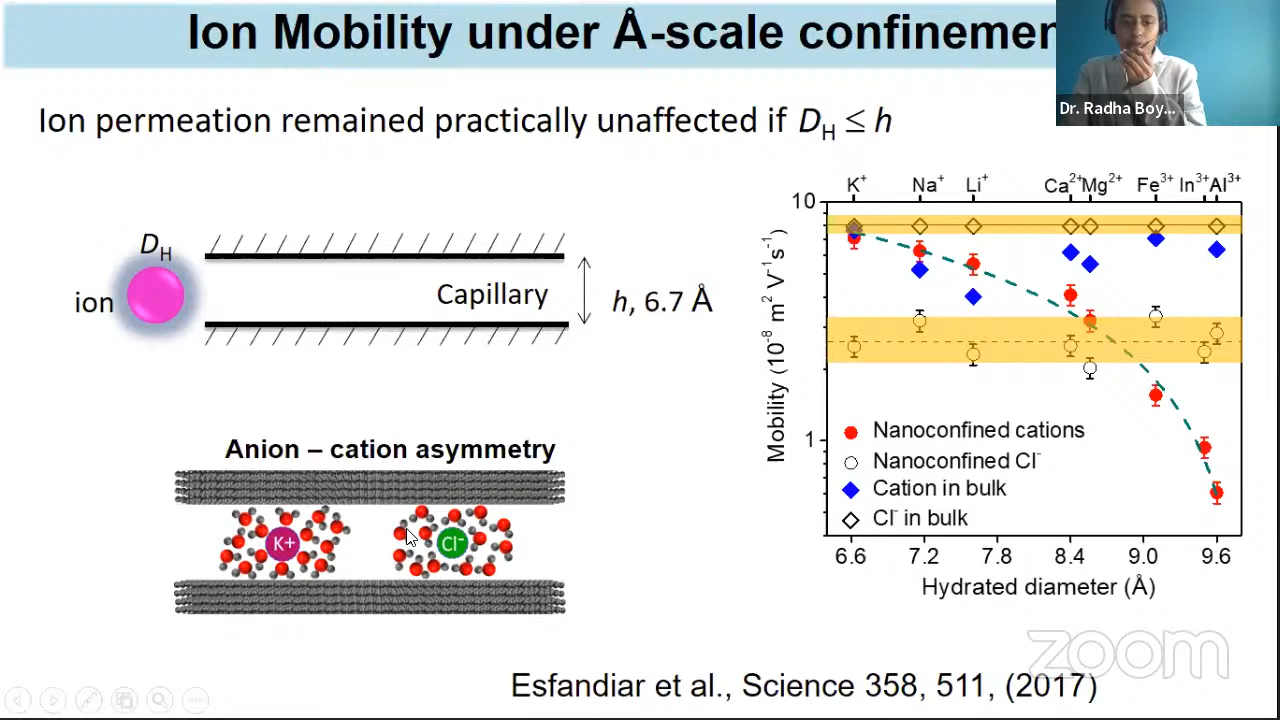 Ion Mobility under Å-scale confinemen
Dr. Radha Boy...
Ion permeation remained practically unaffected if D_H ≤ h
D_H
ion
Capillary
h, 6.7 Å
Anion – cation asymmetry
K+
Cl⁻
K⁺ Na⁺ Li⁺ Ca²⁺ Mg²⁺ Fe³⁺ In³⁺ Al³⁺
10
1
Mobility (10⁻⁸ m² V⁻¹s⁻¹)
Nanoconfined cations
Nanoconfined Cl⁻
Cation in bulk
Cl⁻ in bulk
6.6 7.2 7.8 8.4 9.0 9.6
Hydrated diameter (Å)
zoom
Esfandiar et al., Science 358, 511, (2017)